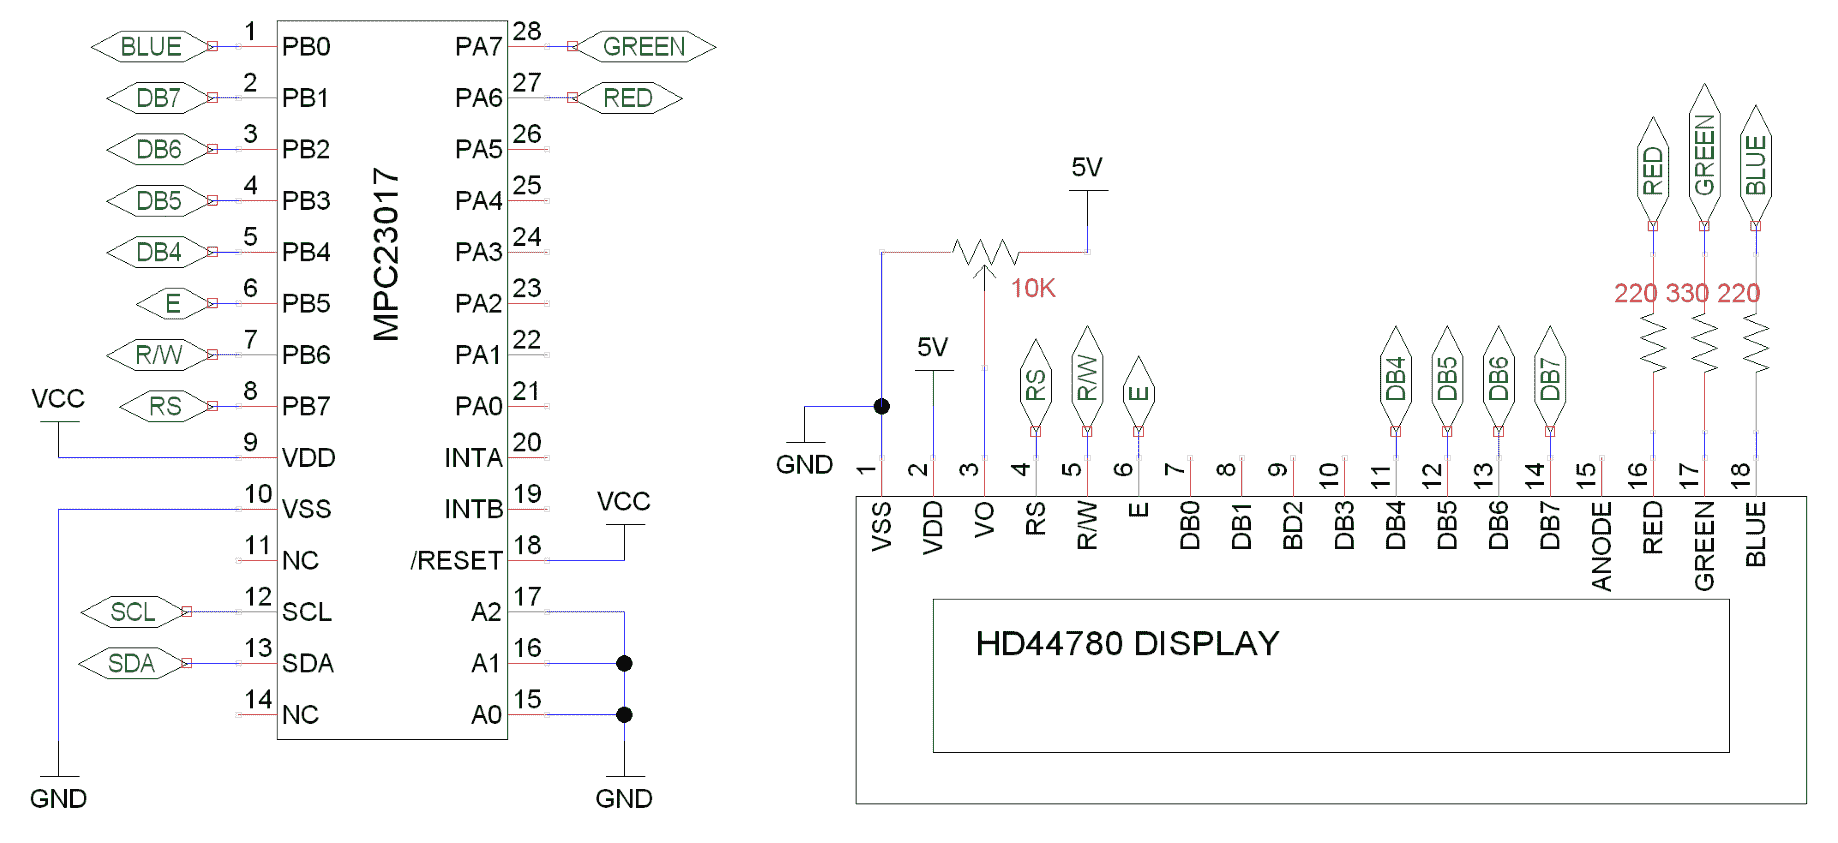 BLUE 1 PB0 PA7 28 GREEN
DB7 2 PB1 PA6 27 RED
DB6 3 PB2 PA5 26
DB5 4 PB3 PA4 25
DB4 5 PB4 PA3 24
E 6 PB5 PA2 23
R/W 7 PB6 PA1 22
RS 8 PB7 PA0 21
VCC 9 VDD INTA 20
10 VSS INTB 19
11 NC /RESET 18 VCC
SCL 12 SCL A2 17
SDA 13 SDA A1 16
14 NC A0 15
GND
GND
MPC23017
5V
10K
5V
GND
RS
R/W
E
DB4
DB5
DB6
DB7
RED
GREEN
BLUE
220 330 220
1 2 3 4 5 6 7 8 9 10 11 12 13 14 15 16 17 18
VSS
VDD
VO
RS
R/W
E
DB0
DB1
BD2
DB3
DB4
DB5
DB6
DB7
ANODE
RED
GREEN
BLUE
HD44780 DISPLAY